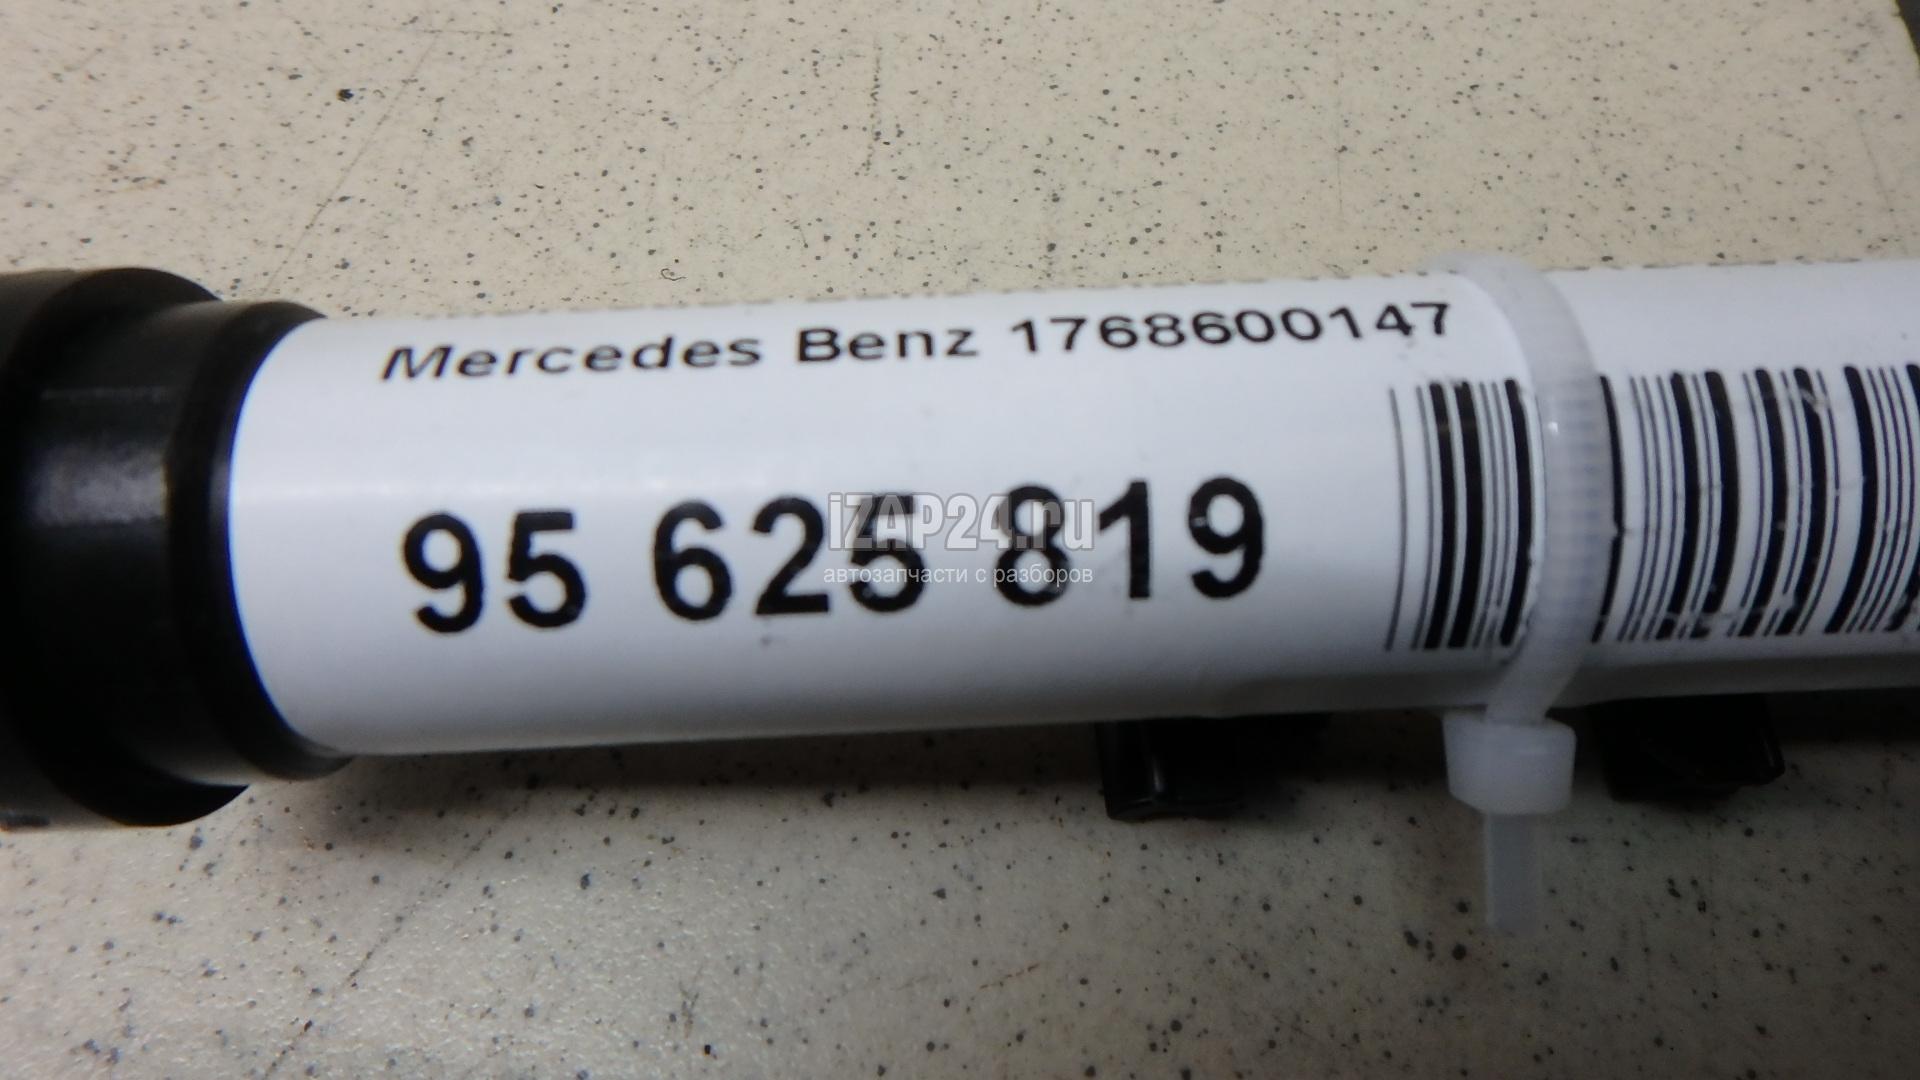 Mercedes Benz 1768600147
95 625 819
iZAP24.ru
автозапчасти с разборов